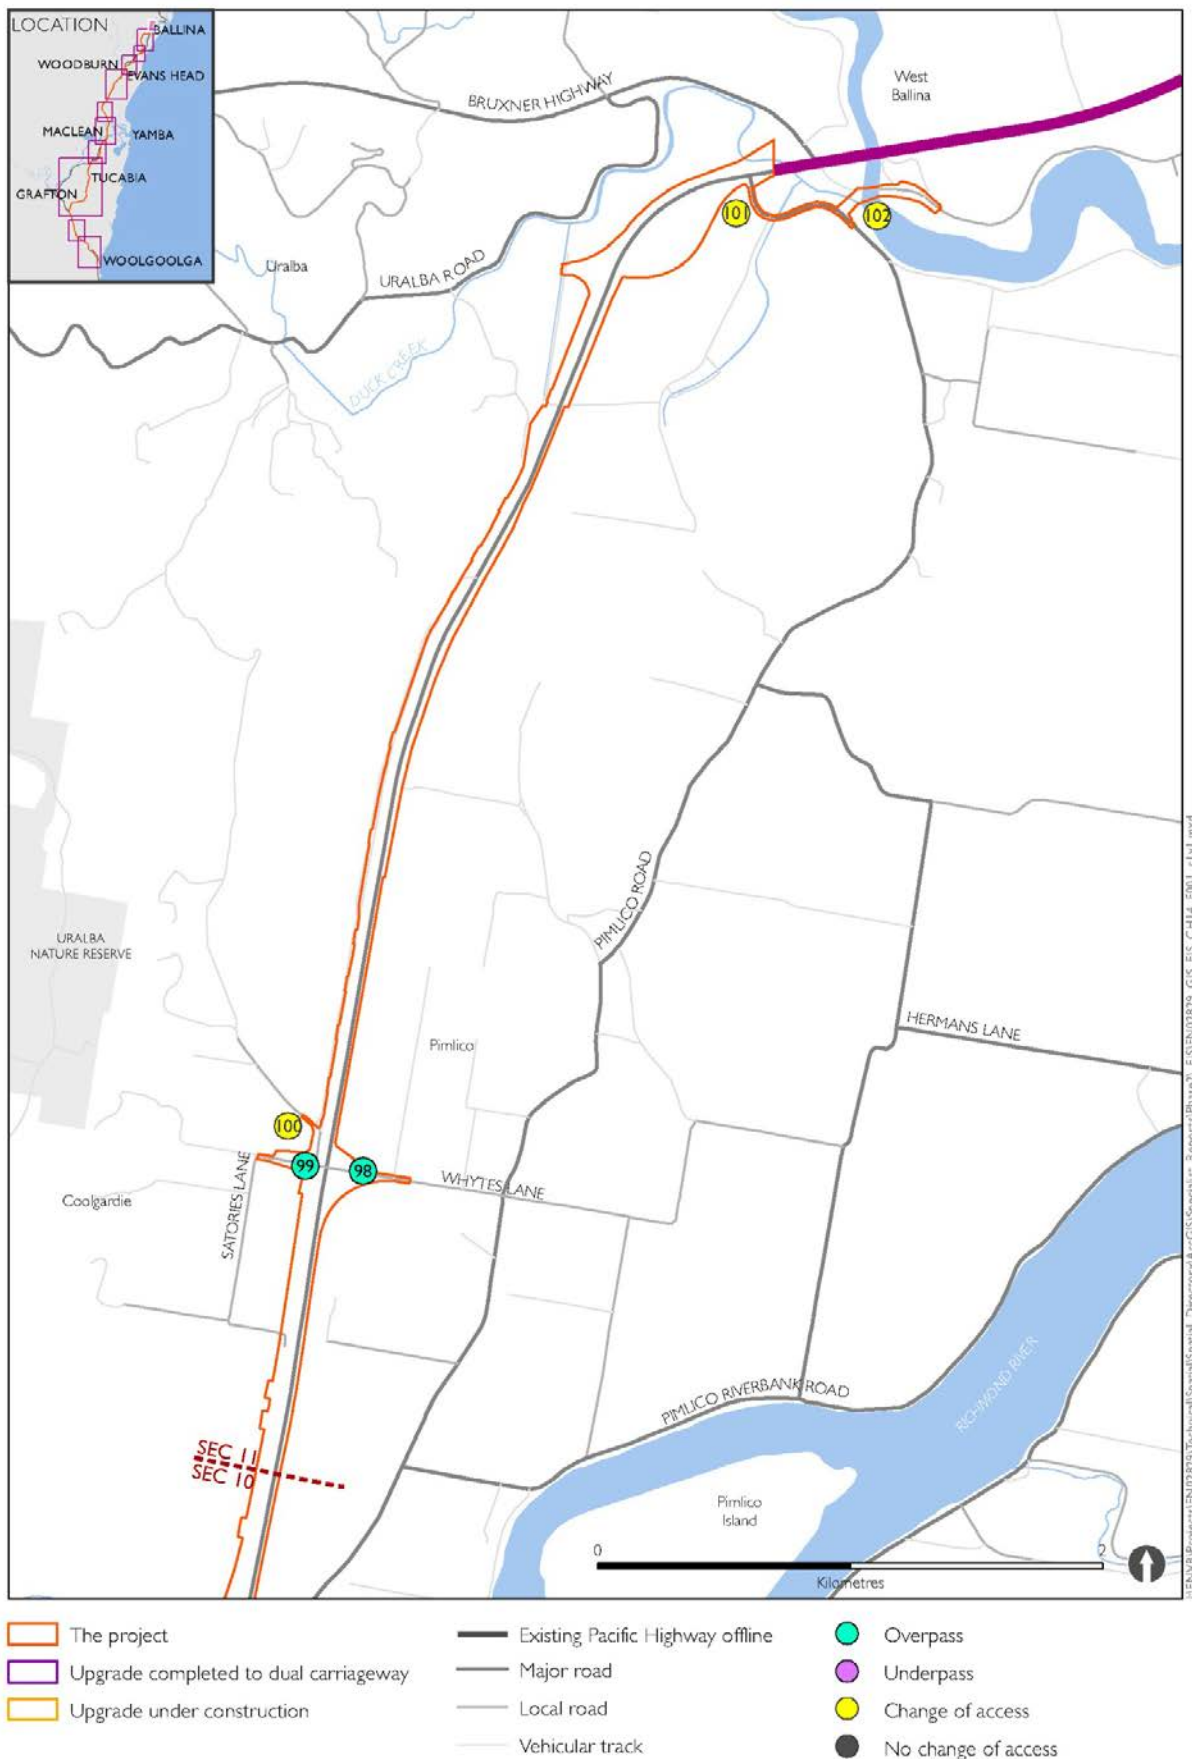 LOCATION
BALLINA
WOODBURN
EVANS HEAD
MACLEAN
YAMBA
TUCABIA
GRAFTON
WOOLGOOLGA
BRUXNER HIGHWAY
West
Ballina
101
102
Uralba
URALBA ROAD
DUCK CREEK
PIMLICO ROAD
URALBA
NATURE RESERVE
HERMANS LANE
Pimlico
100
99
98
WHYTES LANE
SATORIES LANE
Coolgardie
PIMLICO RIVERBANK ROAD
RICHMOND RIVER
SEC 11
SEC 10
Pimlico
Island
0
2
Kilometres
The project
Upgrade completed to dual carriageway
Upgrade under construction
Existing Pacific Highway offline
Major road
Local road
Vehicular track
Overpass
Underpass
Change of access
No change of access